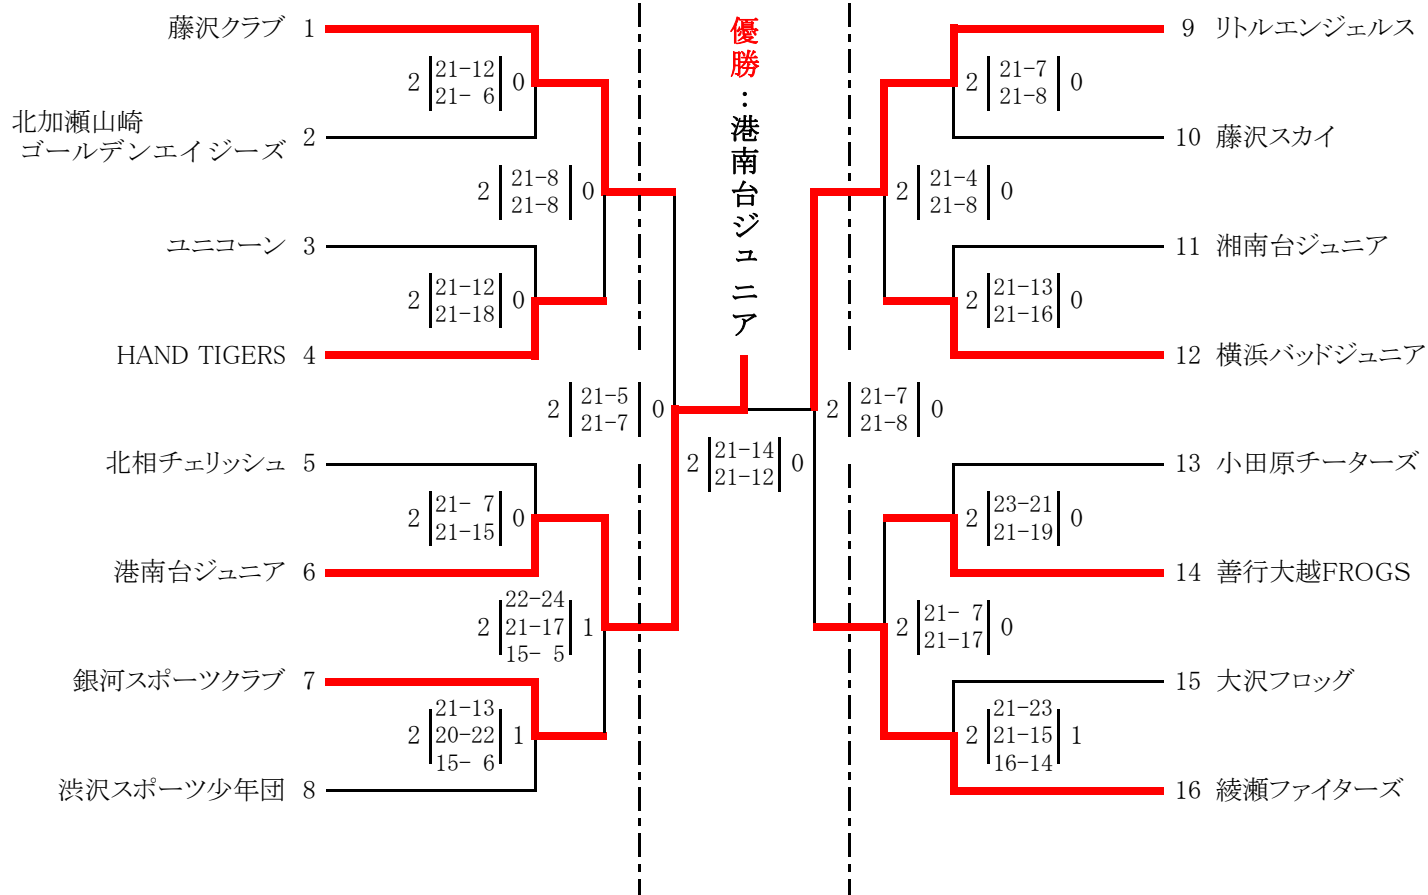 優勝：港南台ジュニア
藤沢クラブ 1
2 21-12 0
21- 6
北加瀬山崎
ゴールデンエイジーズ 2
2 21-8 0
21-8
ユニコーン 3
2 21-12 0
21-18
HAND TIGERS 4
2 21-5 0
21-7
北相チェリッシュ 5
2 21- 7 0
21-15
港南台ジュニア 6
22-24
2 21-17 1
15- 5
銀河スポーツクラブ 7
21-13
2 20-22 1
15- 6
渋沢スポーツ少年団 8
2 21-14 0
21-12
9 リトルエンジェルス
2 21-7 0
21-8
10 藤沢スカイ
2 21-4 0
21-8
11 湘南台ジュニア
2 21-13 0
21-16
12 横浜バッドジュニア
2 21-7 0
21-8
13 小田原チーターズ
2 23-21 0
21-19
14 善行大越FROGS
2 21- 7 0
21-17
15 大沢フロッグ
21-23
2 21-15 1
16-14
16 綾瀬ファイターズ